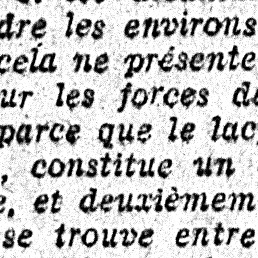 dre les environs
cela ne présente
ur les forces d
parce que le lac
, constitue un
e, et deuxièmem
se trouve entre